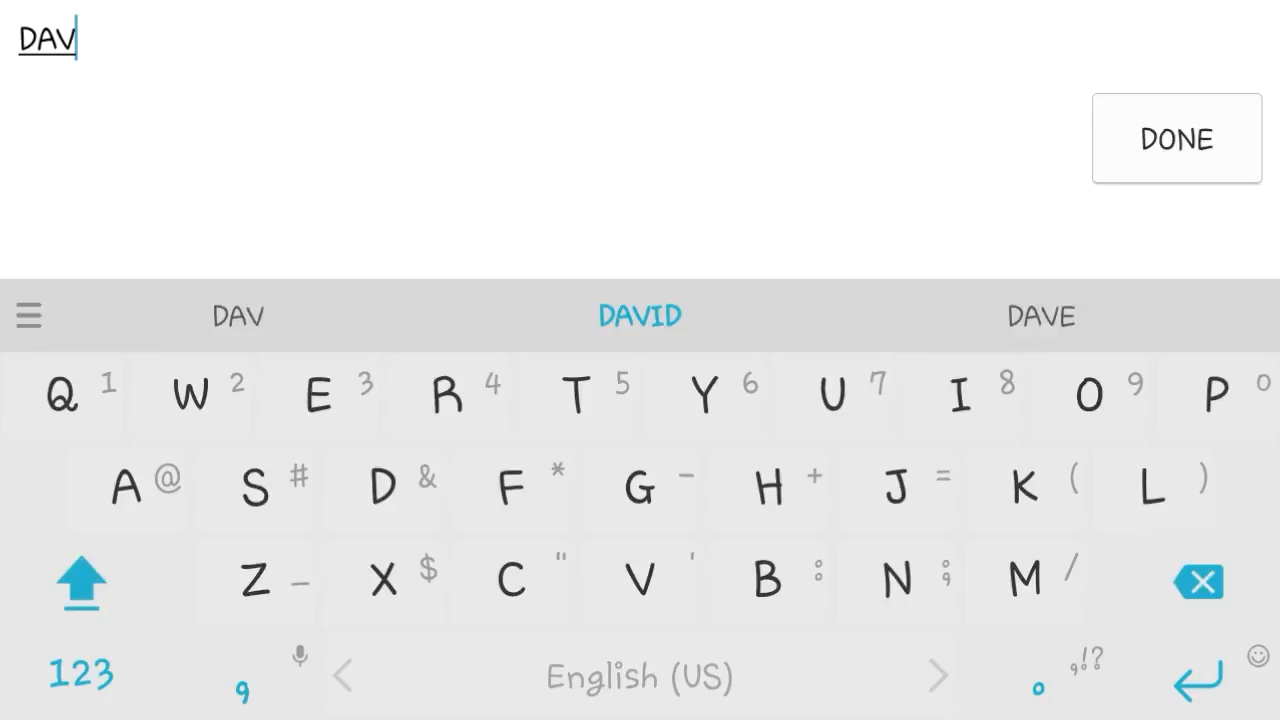 DAV
DONE
DAV DAVID DAVE
Q 1 W 2 E 3 R 4 T 5 Y 6 U 7 I 8 O 9 P 0
A @ S # D & F * G - H + J = K ( L )
Z _ X $ C " V ' B : N ; M /
123 , English (US) . ,!?